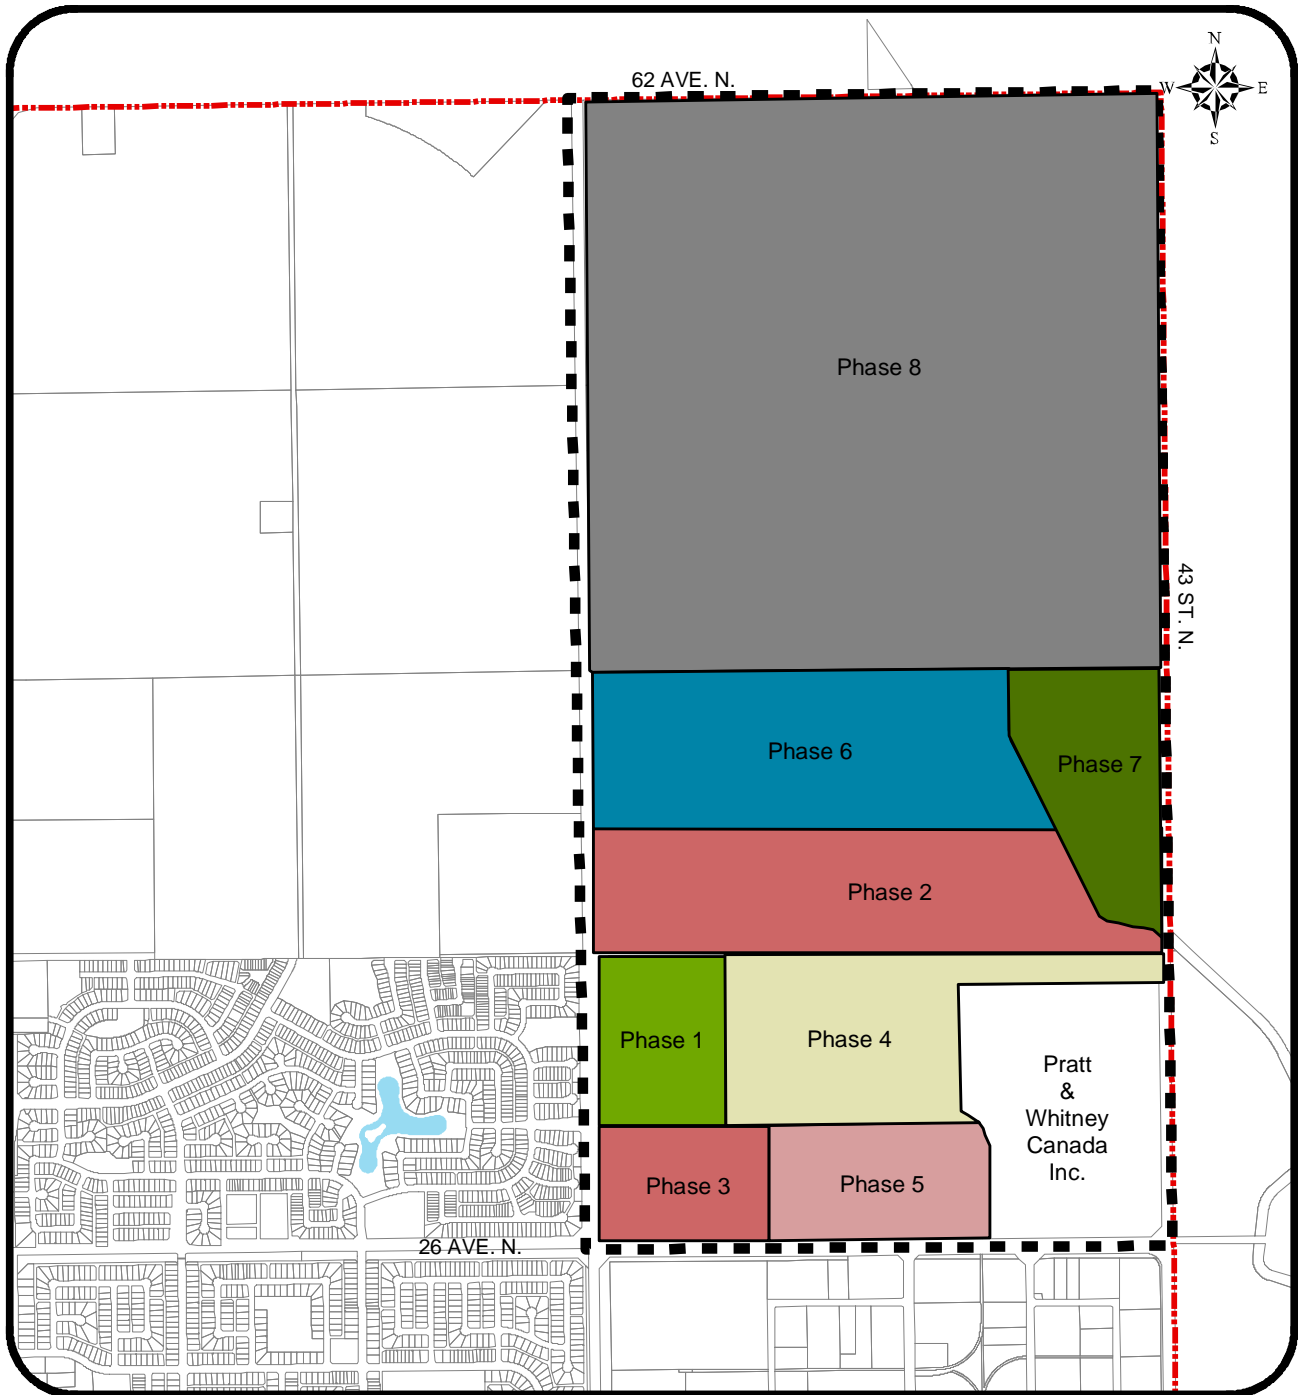 N
62 AVE. N.
W
E
S
Phase 8
43 ST. N.
Phase 6
Phase 7
Phase 2
Phase 1
Phase 4
Pratt
&
Whitney
Canada
Inc.
Phase 3
Phase 5
26 AVE. N.